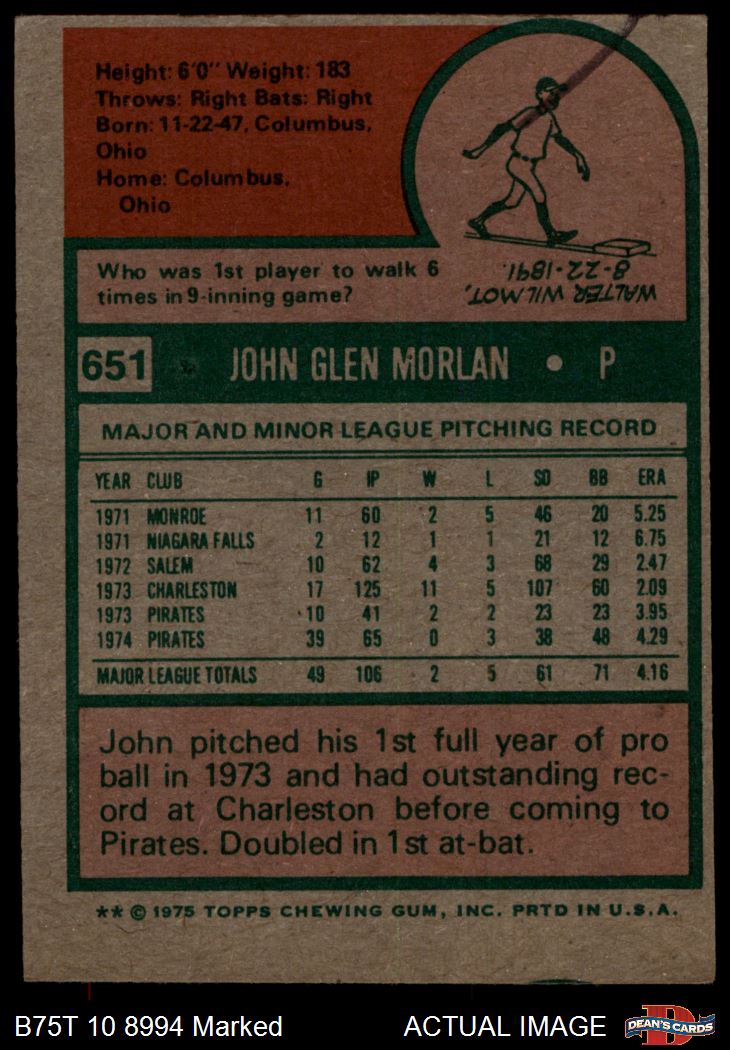 Height: 6'0" Weight: 183
Throws: Right Bats: Right
Born: 11-22-47, Columbus,
Ohio
Home: Columbus,
Ohio
Who was 1st player to walk 6
times in 9-inning game?
WALTER WILMOT,
8-22-1891.
651 JOHN GLEN MORLAN • P
MAJOR AND MINOR LEAGUE PITCHING RECORD
YEAR CLUB G IP W L SO BB ERA
1971 MONROE 11 60 2 5 46 20 5.25
1971 NIAGARA FALLS 2 12 1 1 21 12 6.75
1972 SALEM 10 62 4 3 68 29 2.47
1973 CHARLESTON 17 125 11 5 107 60 2.09
1973 PIRATES 10 41 2 2 23 23 3.95
1974 PIRATES 39 65 0 3 38 48 4.29
MAJOR LEAGUE TOTALS 49 106 2 5 61 71 4.16
John pitched his 1st full year of pro
ball in 1973 and had outstanding rec-
ord at Charleston before coming to
Pirates. Doubled in 1st at-bat.
** © 1975 TOPPS CHEWING GUM, INC. PRTD IN U.S.A.
B75T 10 8994 Marked ACTUAL IMAGE DEAN'S CARDS